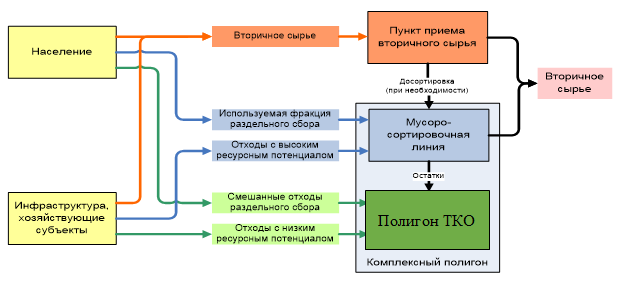 Население
Вторичное сырье
Пункт приема
вторичного сырья
Вторичное
сырье
Досортировка
(при необходимости)
Используемая фракция
раздельного сбора
Мусоро-
сортировочная
линия
Отходы с высоким
ресурсным потенциалом
Остатки
Инфраструктура,
хозяйствующие
субъекты
Смешанные отходы
раздельного сбора
Полигон ТКО
Отходы с низким
ресурсным потенциалом
Комплексный полигон